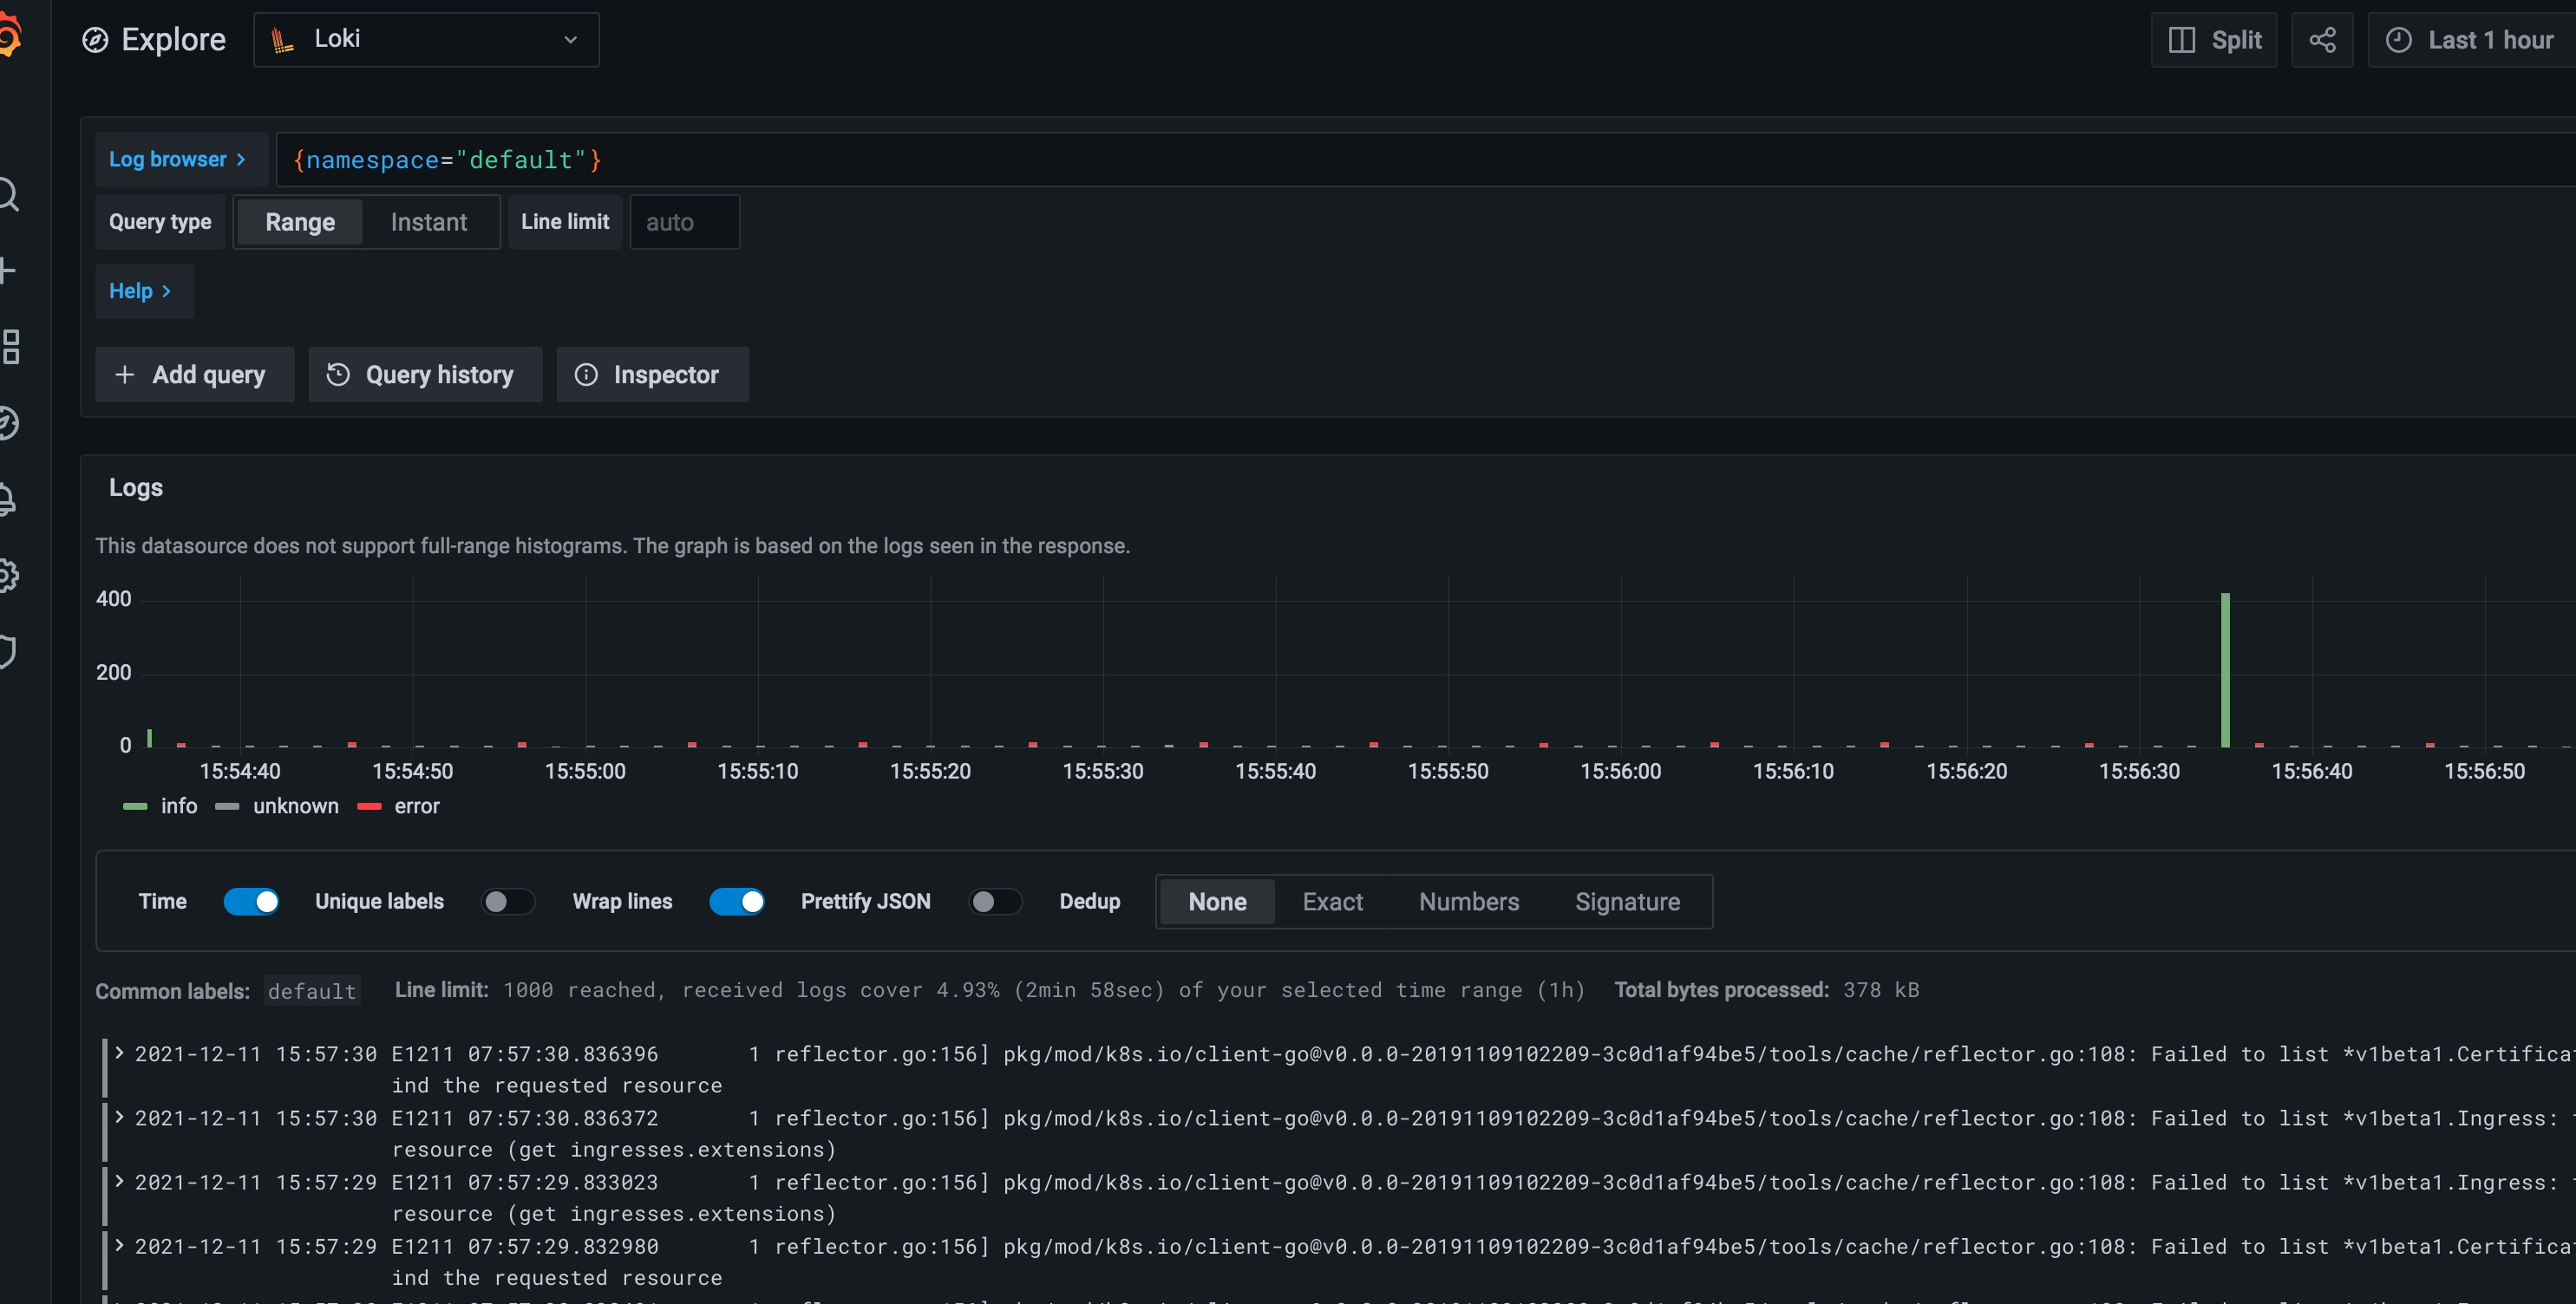 Explore Loki Split Last 1 hour
Log browser > {namespace="default"}
Query type Range Instant Line limit auto
Help >
+ Add query Query history Inspector
Logs
This datasource does not support full-range histograms. The graph is based on the logs seen in the response.
400
200
0
15:54:40 15:54:50 15:55:00 15:55:10 15:55:20 15:55:30 15:55:40 15:55:50 15:56:00 15:56:10 15:56:20 15:56:30 15:56:40 15:56:50
info unknown error
Time Unique labels Wrap lines Prettify JSON Dedup None Exact Numbers Signature
Common labels: default Line limit: 1000 reached, received logs cover 4.93% (2min 58sec) of your selected time range (1h) Total bytes processed: 378 kB
> 2021-12-11 15:57:30 E1211 07:57:30.836396 1 reflector.go:156] pkg/mod/k8s.io/client-go@v0.0.0-20191109102209-3c0d1af94be5/tools/cache/reflector.go:108: Failed to list *v1beta1.Certifica
ind the requested resource
> 2021-12-11 15:57:30 E1211 07:57:30.836372 1 reflector.go:156] pkg/mod/k8s.io/client-go@v0.0.0-20191109102209-3c0d1af94be5/tools/cache/reflector.go:108: Failed to list *v1beta1.Ingress:
resource (get ingresses.extensions)
> 2021-12-11 15:57:29 E1211 07:57:29.833023 1 reflector.go:156] pkg/mod/k8s.io/client-go@v0.0.0-20191109102209-3c0d1af94be5/tools/cache/reflector.go:108: Failed to list *v1beta1.Ingress:
resource (get ingresses.extensions)
> 2021-12-11 15:57:29 E1211 07:57:29.832980 1 reflector.go:156] pkg/mod/k8s.io/client-go@v0.0.0-20191109102209-3c0d1af94be5/tools/cache/reflector.go:108: Failed to list *v1beta1.Certifica
ind the requested resource